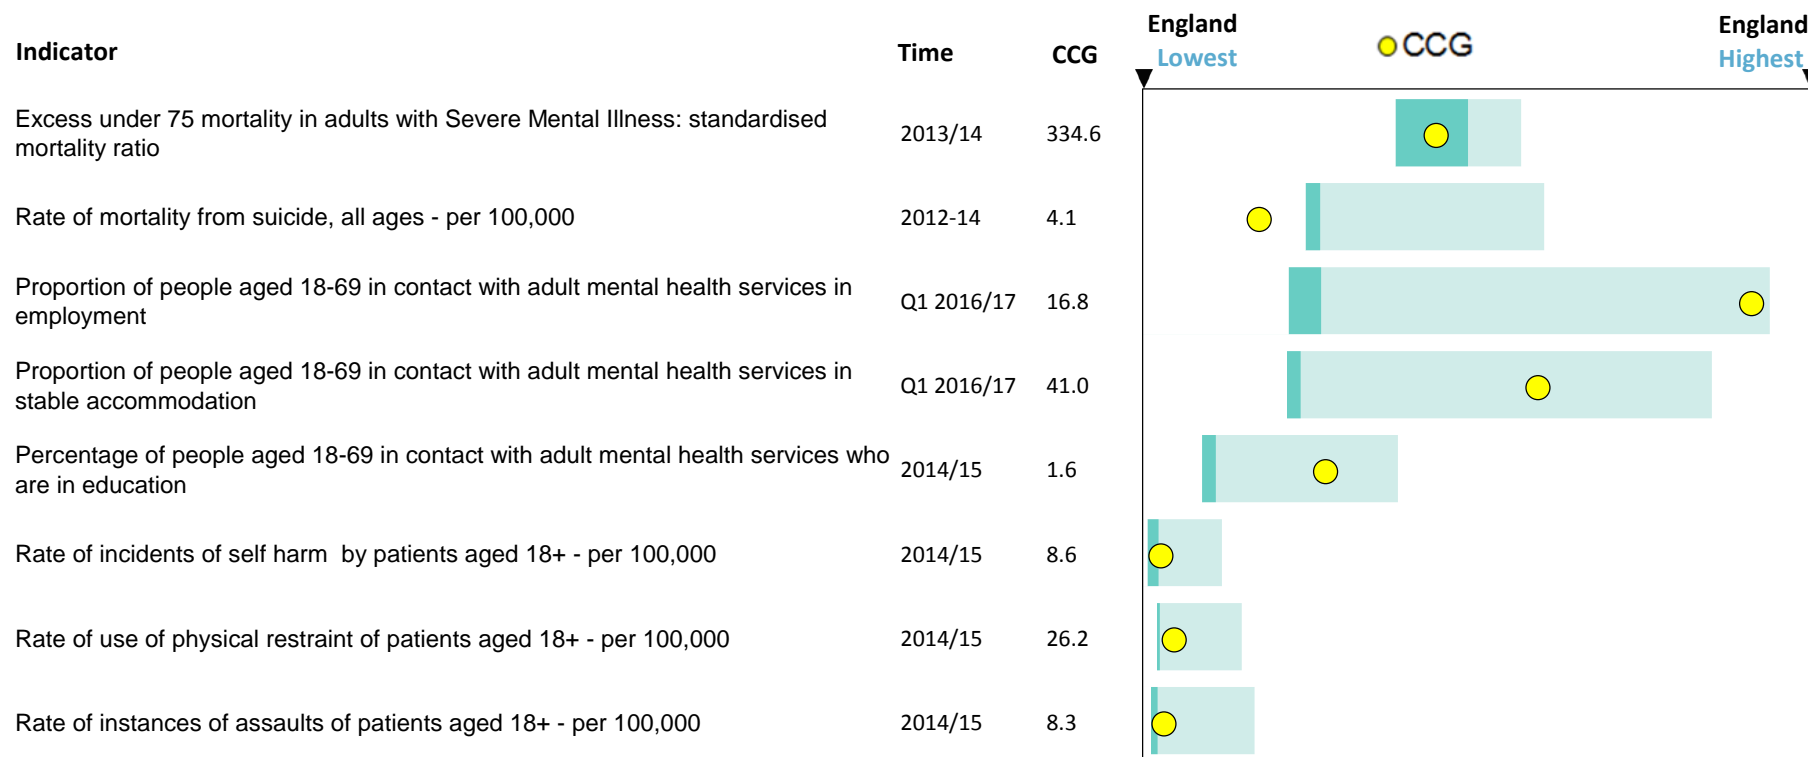 Indicator Time CCG England Lowest CCG England Highest
Excess under 75 mortality in adults with Severe Mental Illness: standardised
mortality ratio 2013/14 334.6
Rate of mortality from suicide, all ages - per 100,000 2012-14 4.1
Proportion of people aged 18-69 in contact with adult mental health services in
employment Q1 2016/17 16.8
Proportion of people aged 18-69 in contact with adult mental health services in
stable accommodation Q1 2016/17 41.0
Percentage of people aged 18-69 in contact with adult mental health services who
are in education 2014/15 1.6
Rate of incidents of self harm  by patients aged 18+ - per 100,000 2014/15 8.6
Rate of use of physical restraint of patients aged 18+ - per 100,000 2014/15 26.2
Rate of instances of assaults of patients aged 18+ - per 100,000 2014/15 8.3